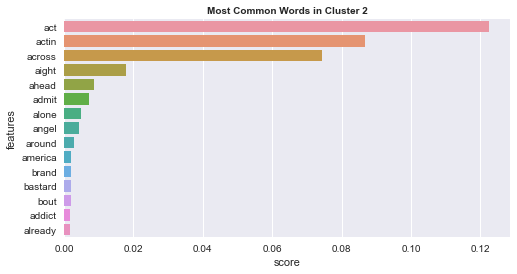 Most Common Words in Cluster 2
act
actin
across
aight
ahead
admit
alone
angel
around
america
brand
bastard
bout
addict
already
features
0.00 0.02 0.04 0.06 0.08 0.10 0.12
score